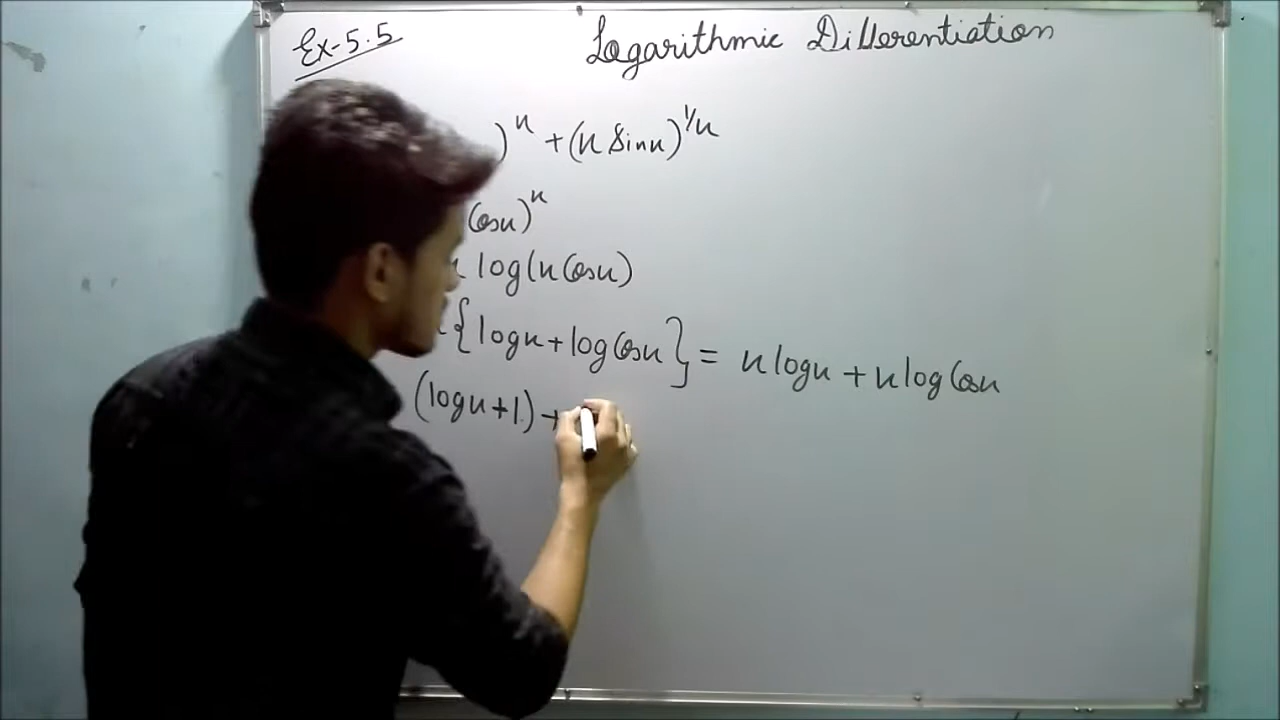 Ex-5.5
Logarithmic Differentiation
)^x + (x Sinx)^1/x
Cosx)^x
log(x Cosx)
{logx + log Cosx} = x logx + x log Cosx
(logx + 1) +